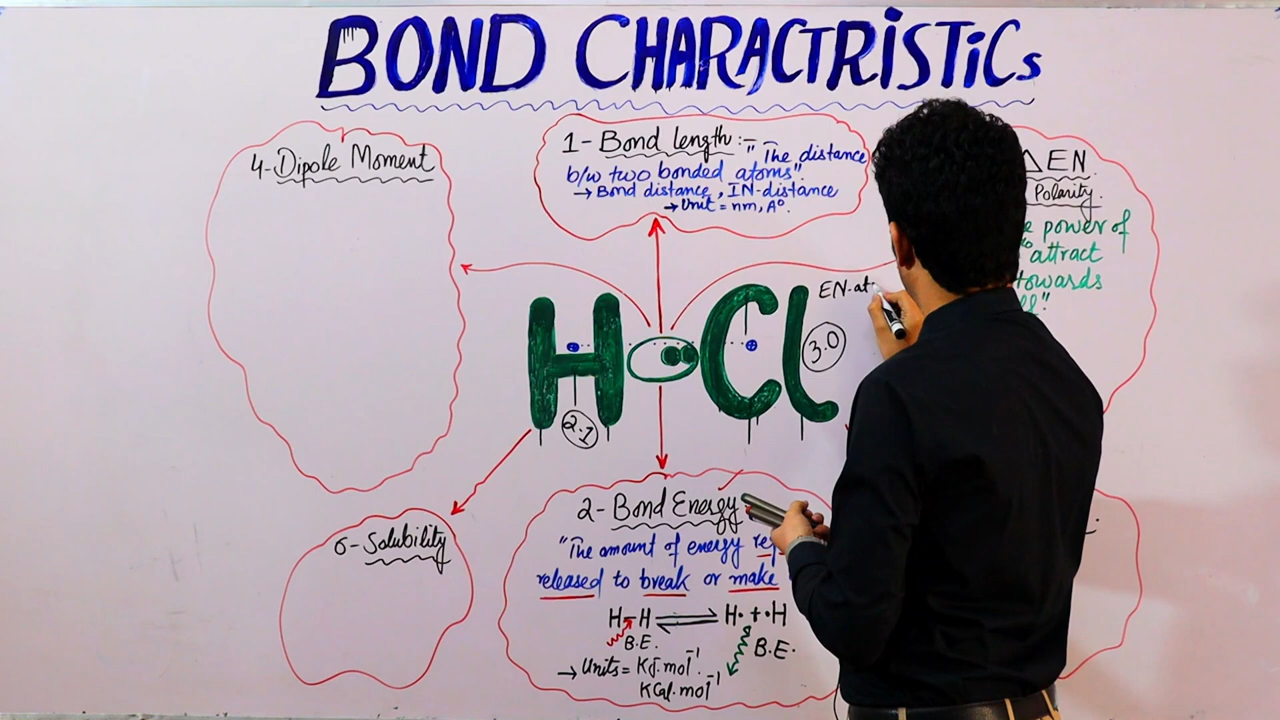 BOND CHARACTRISTICs
4-Dipole Moment
1- Bond length :- "The distance
b/w two bonded atoms".
→ Bond distance, IN-distance
→ Unit = nm, A°.
ΔEN
Polarity.
power of
attract
towards
EN.at
H Cl
3.0
2.1
2- Bond Energy
"The amount of energy
released to break or make
H-H ⇌ H• + •H
B.E. B.E.
→ Units = KJ.mol⁻¹
KCal.mol⁻¹
6-Solubility